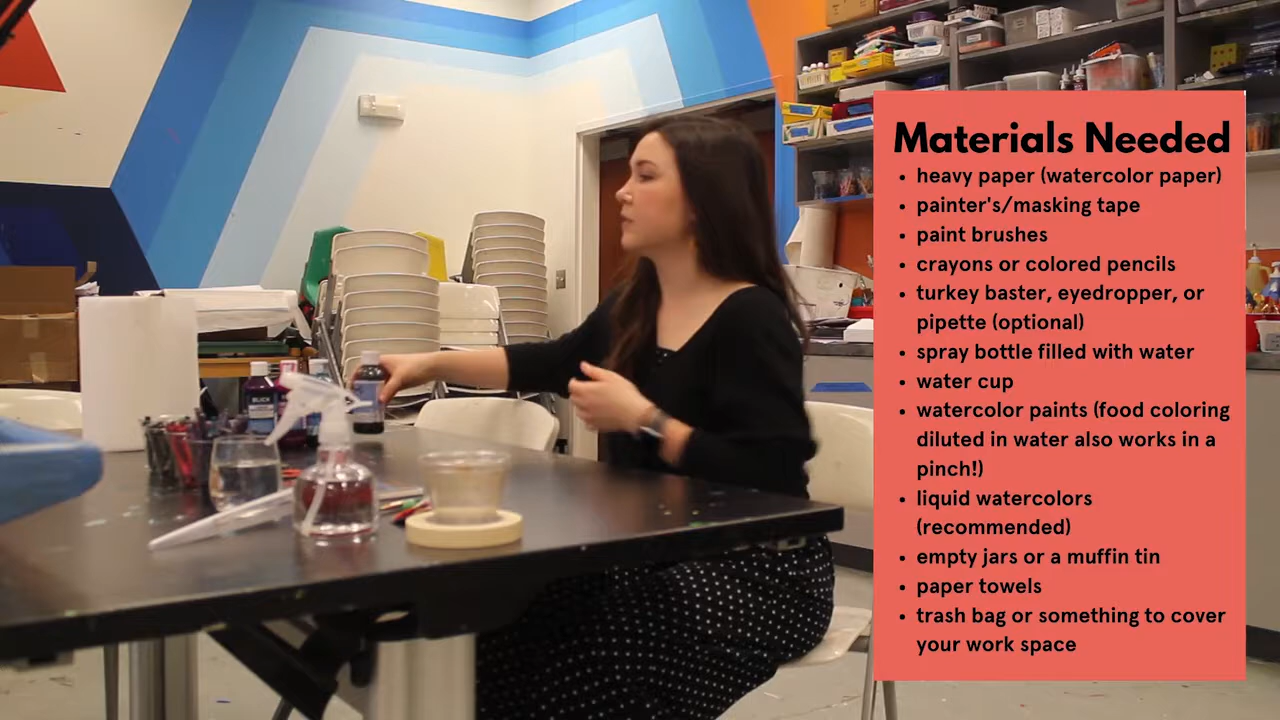 Materials Needed
• heavy paper (watercolor paper)
• painter's/masking tape
• paint brushes
• crayons or colored pencils
• turkey baster, eyedropper, or
pipette (optional)
• spray bottle filled with water
• water cup
• watercolor paints (food coloring
diluted in water also works in a
pinch!)
• liquid watercolors
(recommended)
• empty jars or a muffin tin
• paper towels
• trash bag or something to cover
your work space
BLICK